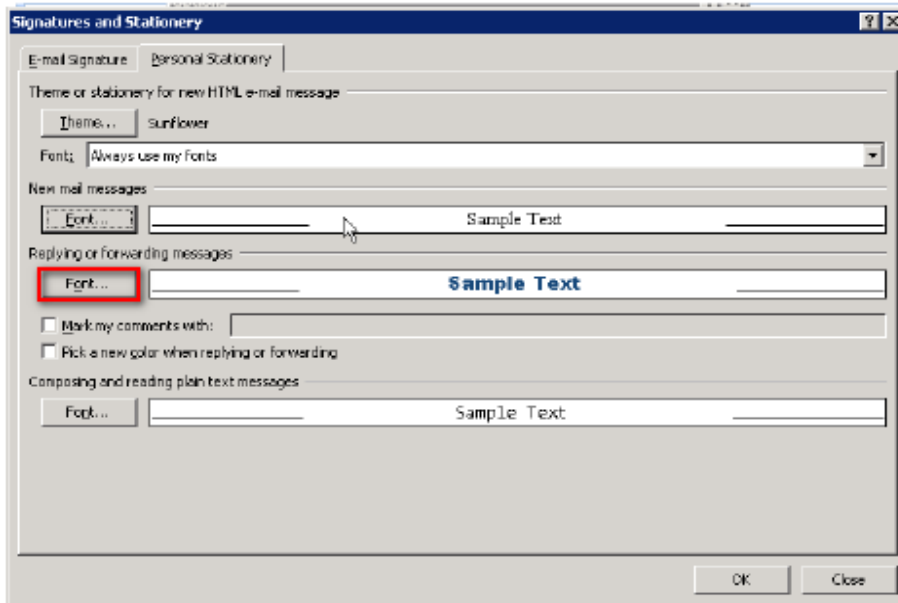 Signatures and Stationery
E-mail Signature Personal Stationery
Theme or stationery for new HTML e-mail message
Theme... Sunflower
Font: Always use my fonts
New mail messages
Font... Sample Text
Replying or forwarding messages
Font... Sample Text
Mark my comments with:
Pick a new color when replying or forwarding
Composing and reading plain text messages
Font... Sample Text
OK Close